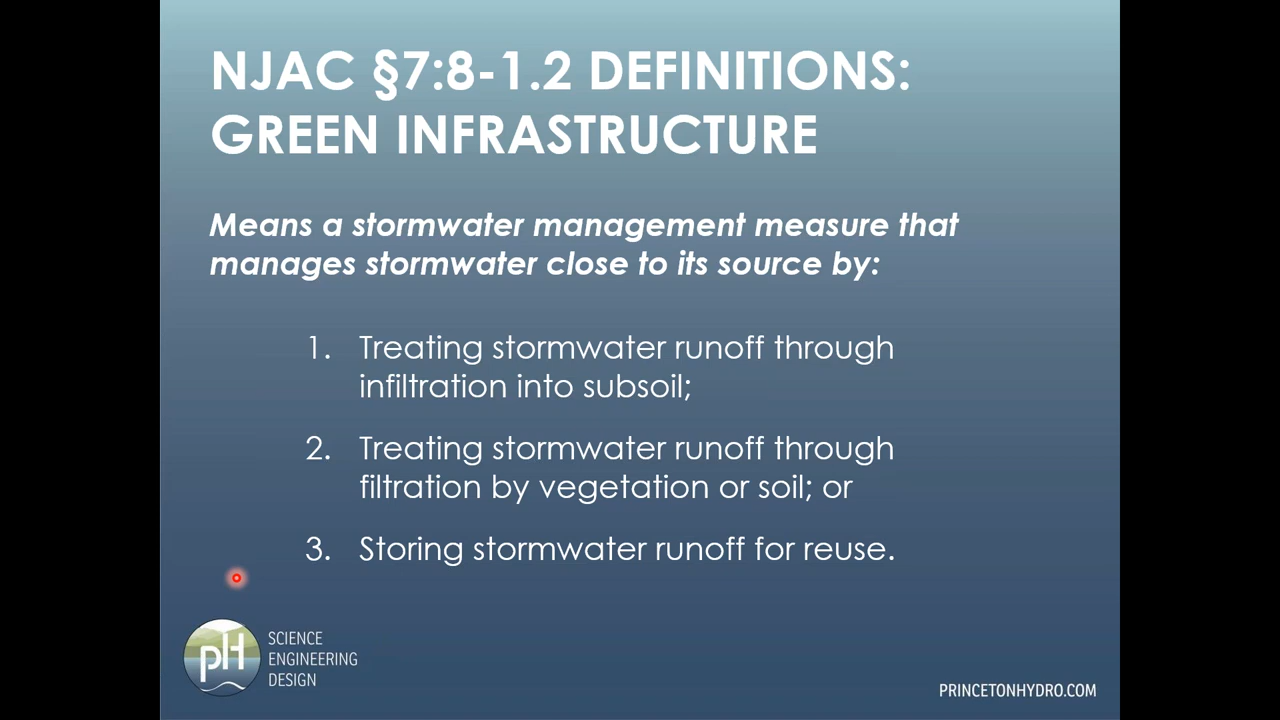 NJAC §7:8-1.2 DEFINITIONS:
GREEN INFRASTRUCTURE
Means a stormwater management measure that
manages stormwater close to its source by:
1. Treating stormwater runoff through
infiltration into subsoil;
2. Treating stormwater runoff through
filtration by vegetation or soil; or
3. Storing stormwater runoff for reuse.
pH
SCIENCE
ENGINEERING
DESIGN
PRINCETONHYDRO.COM